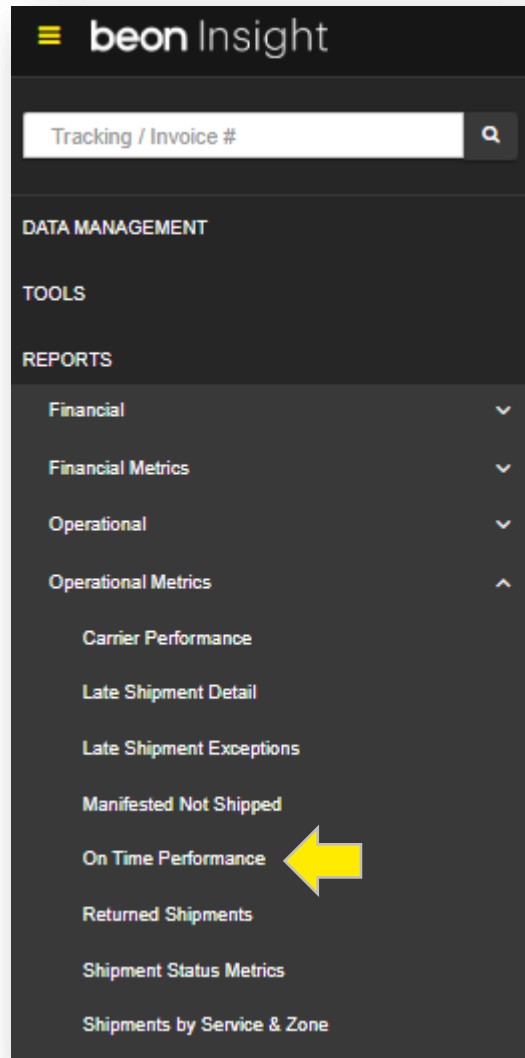 beon Insight
Tracking / Invoice #
DATA MANAGEMENT
TOOLS
REPORTS
Financial
Financial Metrics
Operational
Operational Metrics
Carrier Performance
Late Shipment Detail
Late Shipment Exceptions
Manifested Not Shipped
On Time Performance
Returned Shipments
Shipment Status Metrics
Shipments by Service & Zone